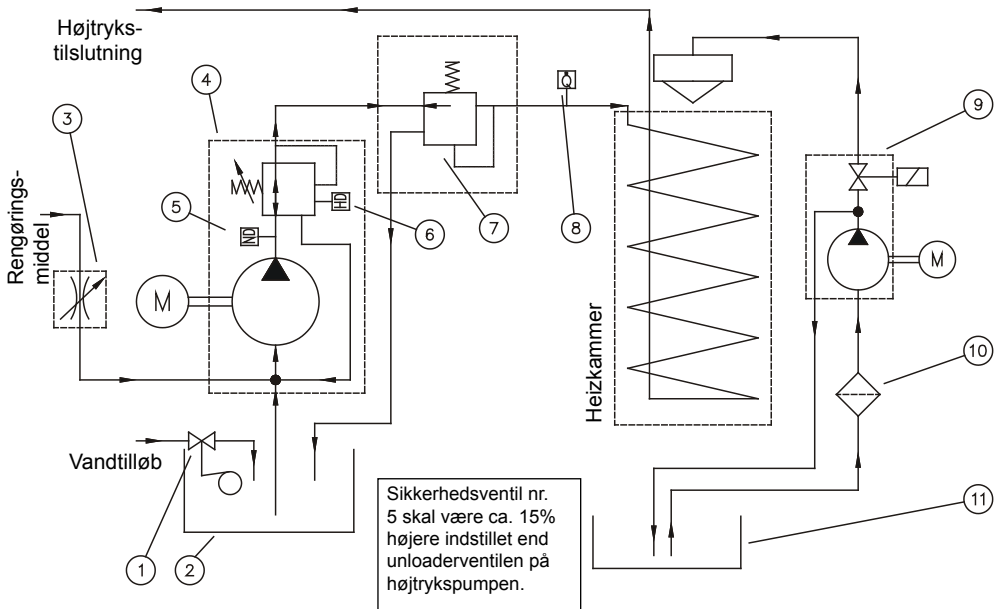 Højtryks-
tilslutning
4
3
9
Rengørings-
middel
5
ND
HD
6
7
Q
8
M
M
Heizkammer
10
Vandtilløb
1
2
Sikkerhedsventil nr.
5 skal være ca. 15%
højere indstillet end
unloaderventilen på
højtrykspumpen.
11